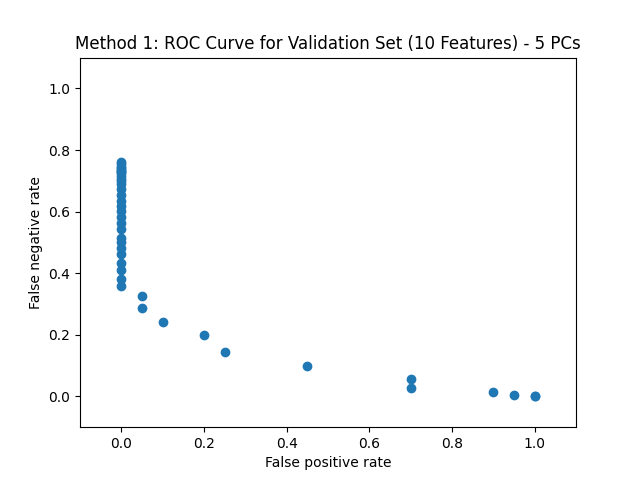 Method 1: ROC Curve for Validation Set (10 Features) - 5 PCs
1.0
0.8
0.6
0.4
0.2
0.0
False negative rate
0.0 0.2 0.4 0.6 0.8 1.0
False positive rate